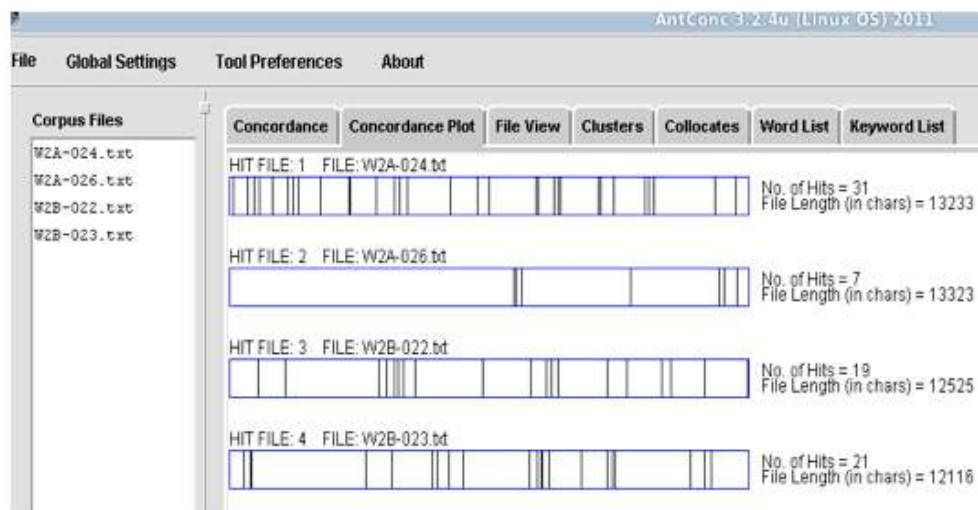 AntConc 3.2.4u (Linux OS) 2011
File Global Settings Tool Preferences About
Corpus Files
W2A-024.txt
W2A-026.txt
W2B-022.txt
W2B-023.txt
Concordance Concordance Plot File View Clusters Collocates Word List Keyword List
HIT FILE: 1 FILE: W2A-024.txt
No. of Hits = 31
File Length (in chars) = 13233
HIT FILE: 2 FILE: W2A-026.txt
No. of Hits = 7
File Length (in chars) = 13323
HIT FILE: 3 FILE: W2B-022.txt
No. of Hits = 19
File Length (in chars) = 12525
HIT FILE: 4 FILE: W2B-023.txt
No. of Hits = 21
File Length (in chars) = 12116